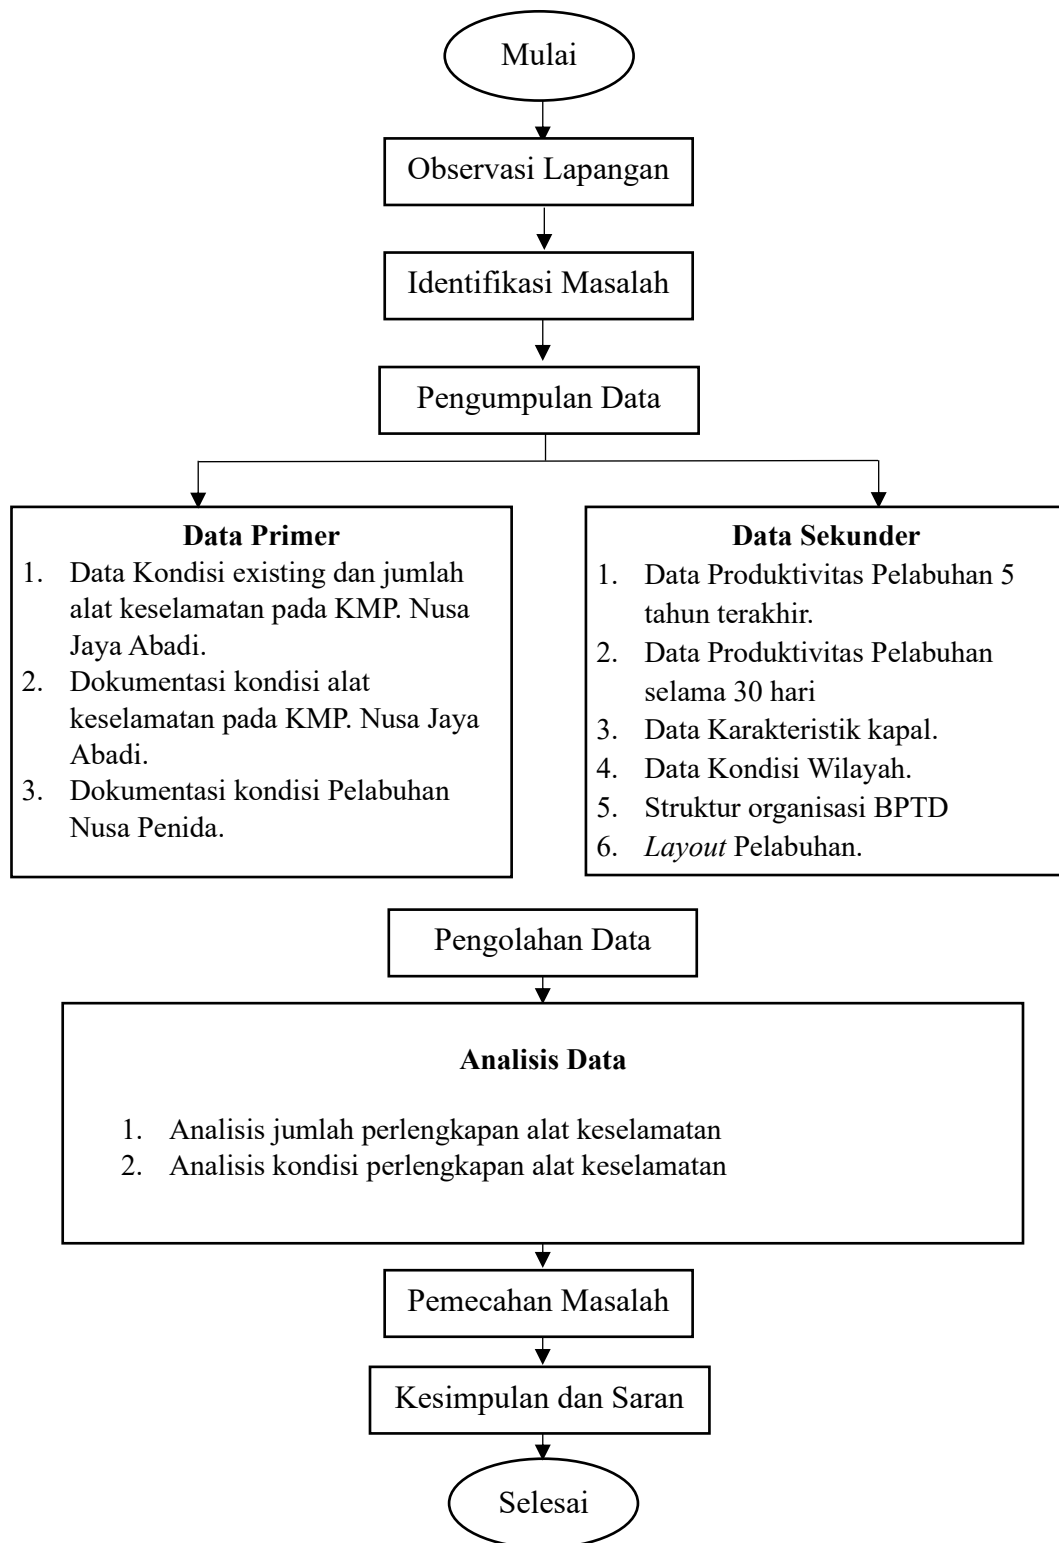 Mulai
Observasi Lapangan
Identifikasi Masalah
Pengumpulan Data
Data Primer
1. Data Kondisi existing dan jumlah
alat keselamatan pada KMP. Nusa
Jaya Abadi.
2. Dokumentasi kondisi alat
keselamatan pada KMP. Nusa Jaya
Abadi.
3. Dokumentasi kondisi Pelabuhan
Nusa Penida.
Data Sekunder
1. Data Produktivitas Pelabuhan 5
tahun terakhir.
2. Data Produktivitas Pelabuhan
selama 30 hari
3. Data Karakteristik kapal.
4. Data Kondisi Wilayah.
5. Struktur organisasi BPTD
6. Layout Pelabuhan.
Pengolahan Data
Analisis Data
1. Analisis jumlah perlengkapan alat keselamatan
2. Analisis kondisi perlengkapan alat keselamatan
Pemecahan Masalah
Kesimpulan dan Saran
Selesai